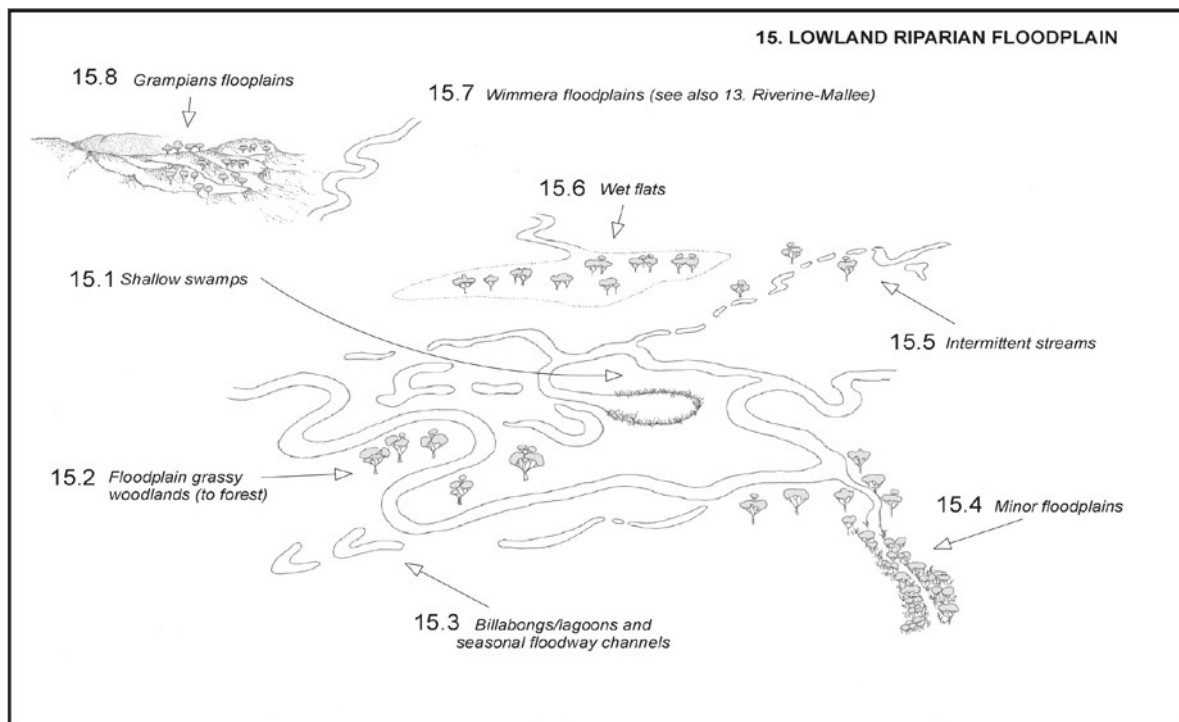 15. LOWLAND RIPARIAN FLOODPLAIN
15.8 Grampians flooplains
15.7 Wimmera floodplains (see also 13. Riverine-Mallee)
15.6 Wet flats
15.1 Shallow swamps
15.5 Intermittent streams
15.2 Floodplain grassy
woodlands (to forest)
15.4 Minor floodplains
15.3 Billabongs/lagoons and
seasonal floodway channels